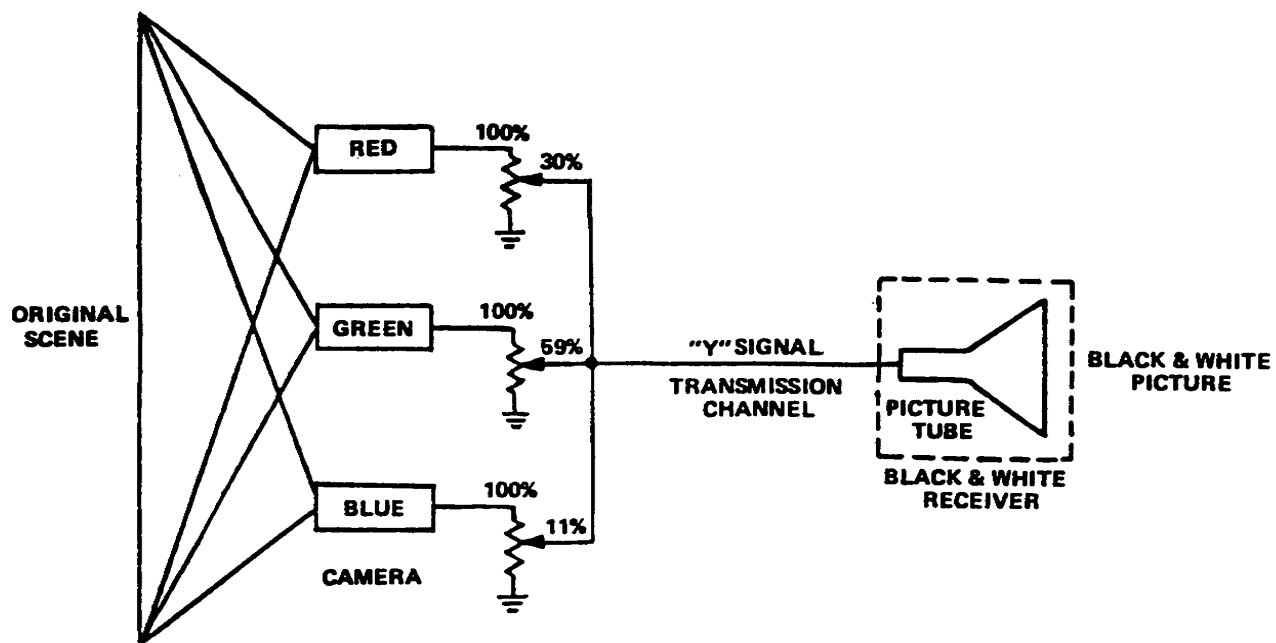 ORIGINAL
SCENE
RED
100%
30%
GREEN
100%
59%
BLUE
100%
11%
CAMERA
"Y" SIGNAL
TRANSMISSION
CHANNEL
PICTURE
TUBE
BLACK & WHITE
RECEIVER
BLACK & WHITE
PICTURE